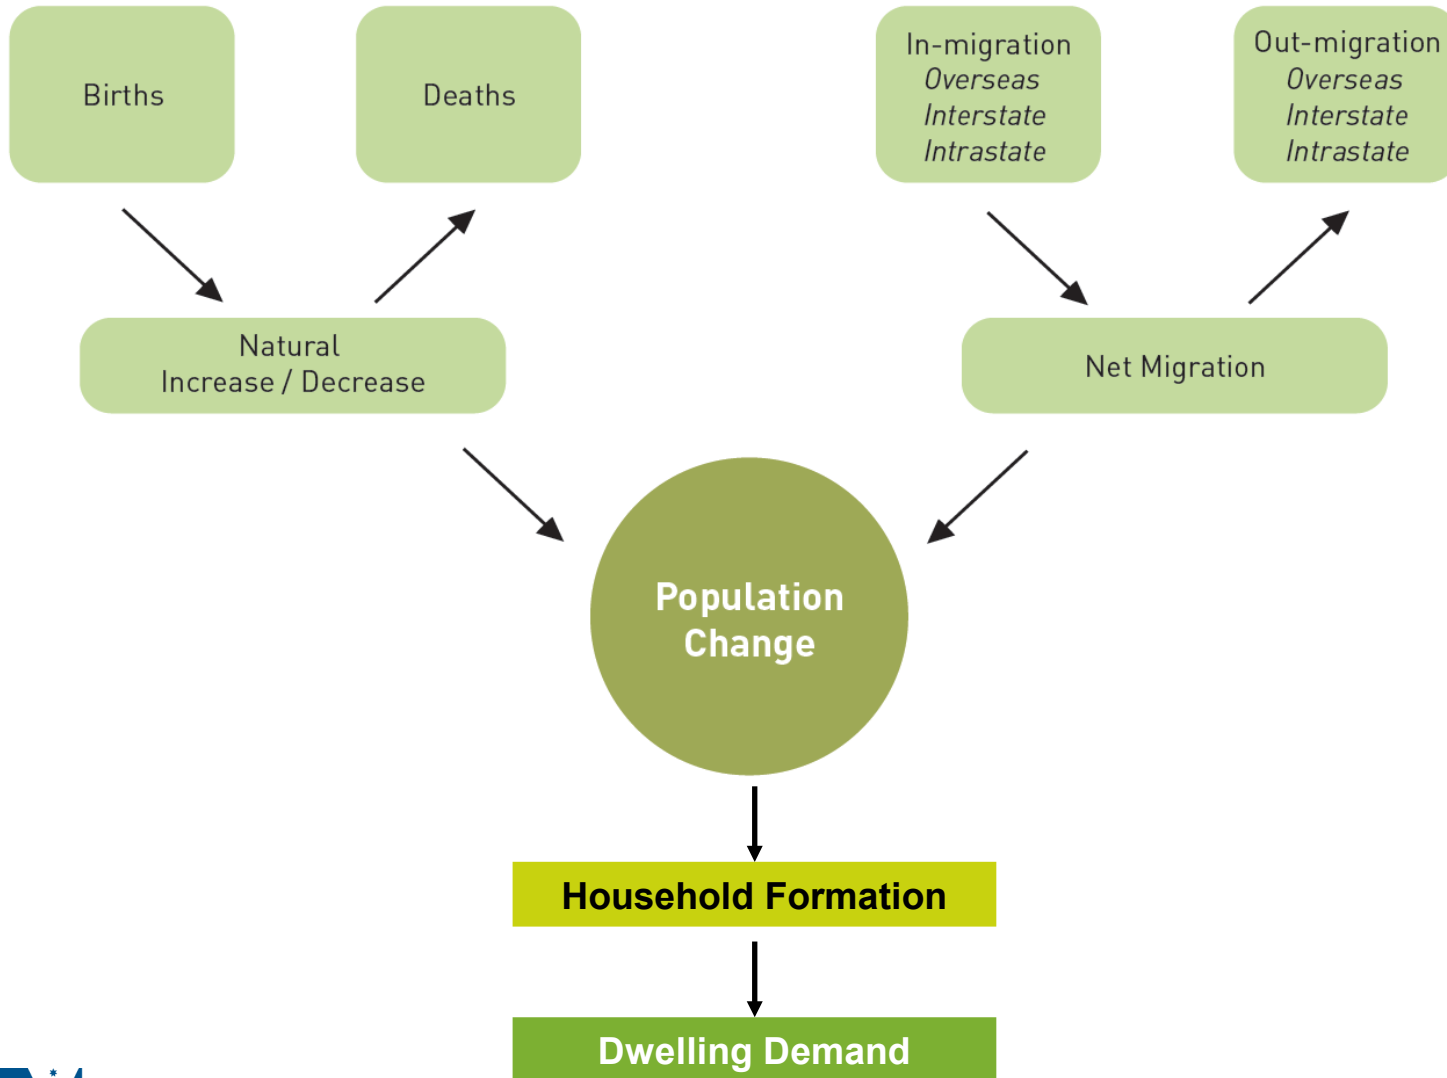 Births
Deaths
In-migration
Overseas
Interstate
Intrastate
Out-migration
Overseas
Interstate
Intrastate
Natural
Increase / Decrease
Net Migration
Population
Change
Household Formation
Dwelling Demand